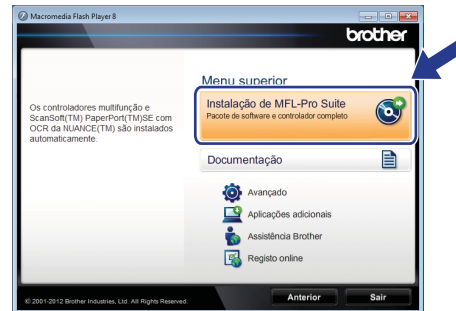 Macromedia Flash Player 8
brother
Menu superior
Instalação de MFL-Pro Suite
Pacote de software e controlador completo
Os controladores multifunção e
ScanSoft(TM) PaperPort(TM)SE com
OCR da NUANCE(TM) são instalados
automaticamente.
Documentação
Avançado
Aplicações adicionais
Assistência Brother
Registo online
© 2001-2012 Brother Industries, Ltd. All Rights Reserved.
Anterior
Sair